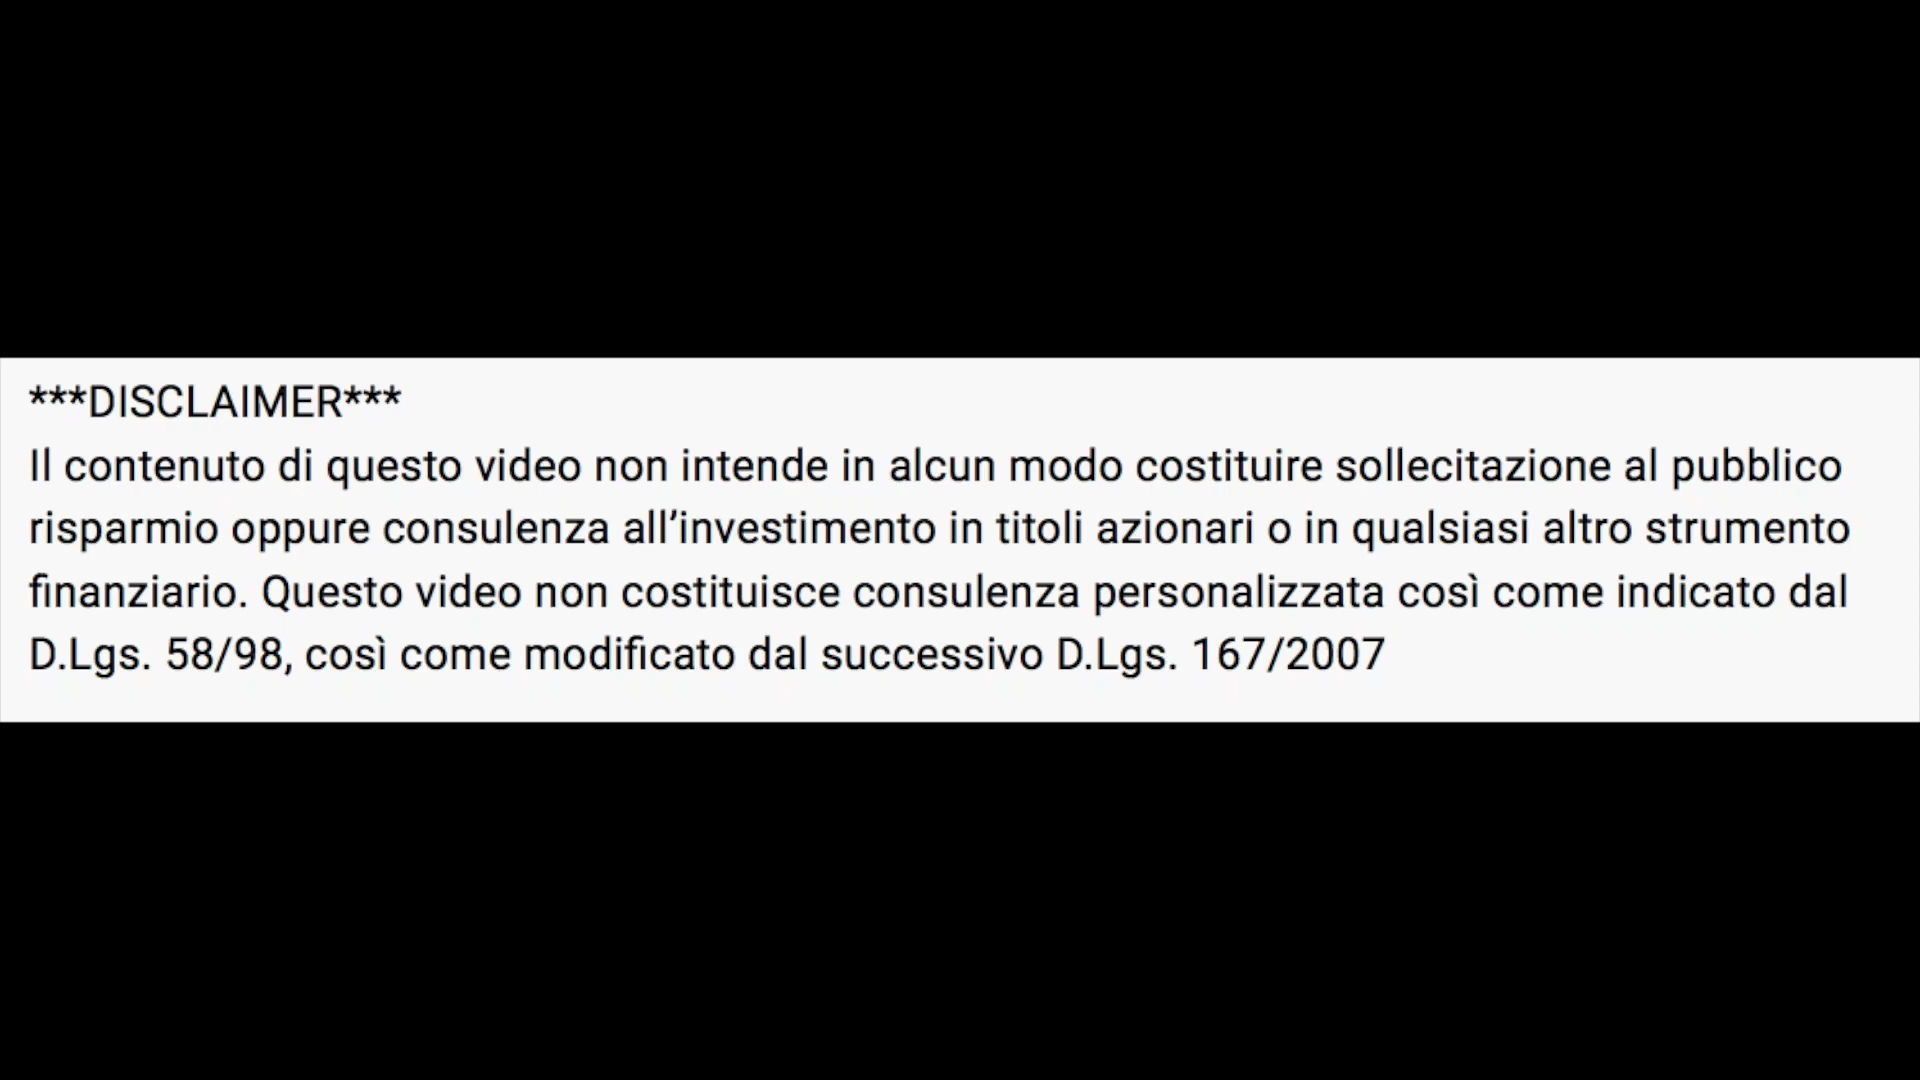 ***DISCLAIMER***
Il contenuto di questo video non intende in alcun modo costituire sollecitazione al pubblico
risparmio oppure consulenza all’investimento in titoli azionari o in qualsiasi altro strumento
finanziario. Questo video non costituisce consulenza personalizzata così come indicato dal
D.Lgs. 58/98, così come modificato dal successivo D.Lgs. 167/2007